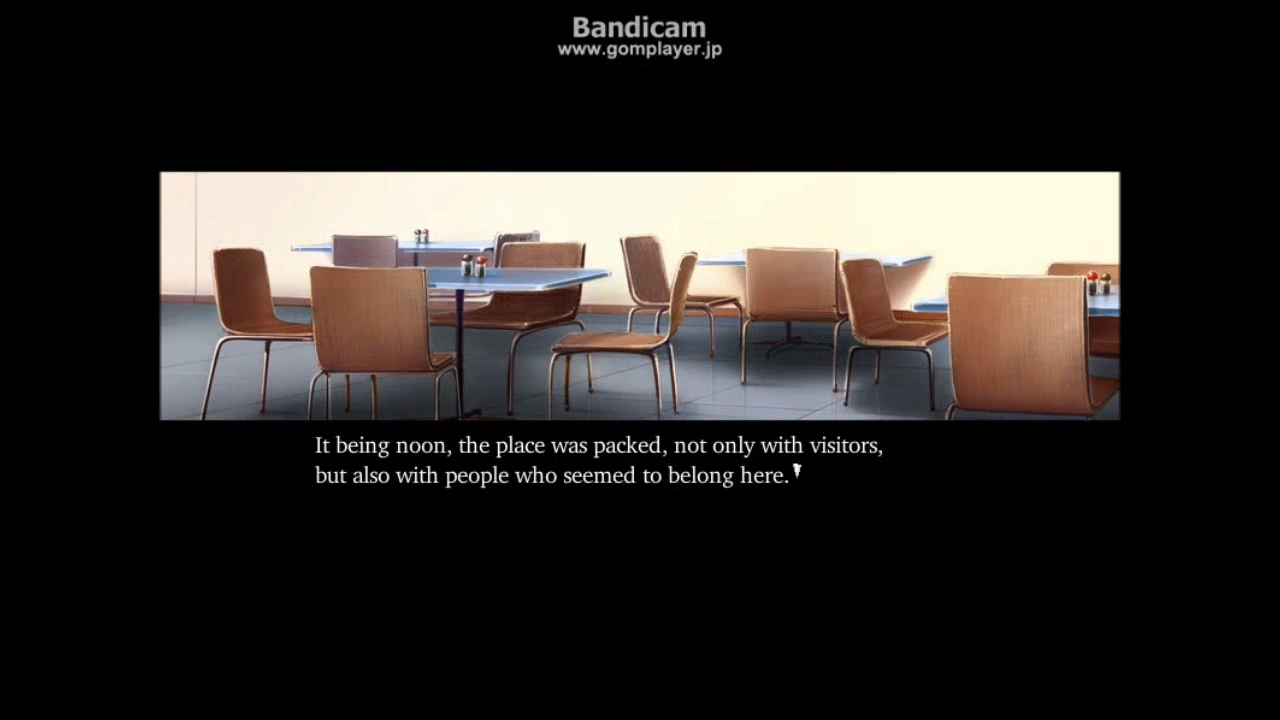 Bandicam
www.gomplayer.jp
It being noon, the place was packed, not only with visitors,
but also with people who seemed to belong here.